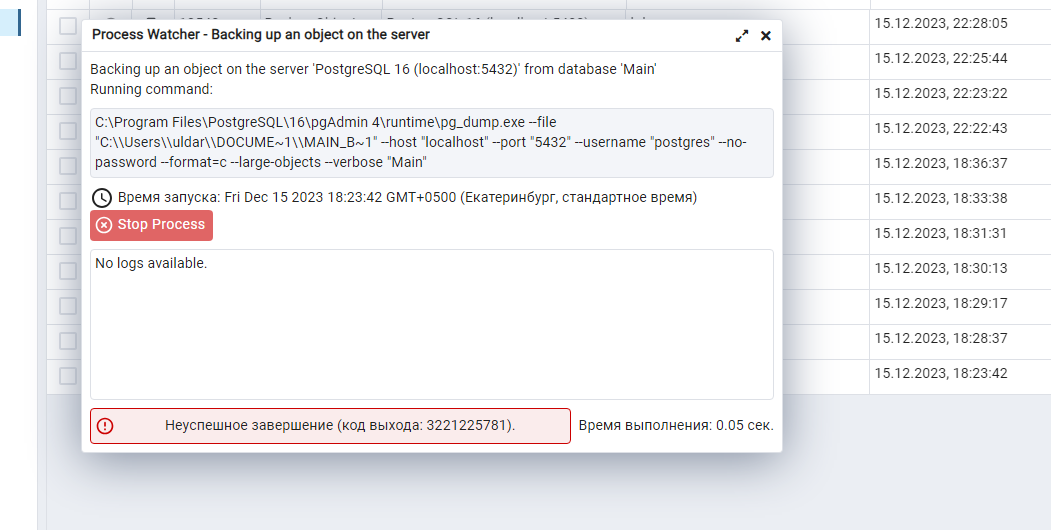 15.12.2023, 22:28:05
Process Watcher - Backing up an object on the server
Backing up an object on the server 'PostgreSQL 16 (localhost:5432)' from database 'Main'
Running command:
C:\Program Files\PostgreSQL\16\pgAdmin 4\runtime\pg_dump.exe --file
"C:\\Users\\uldar\\DOCUME~1\\MAIN_B~1" --host "localhost" --port "5432" --username "postgres" --no-
password --format=c --large-objects --verbose "Main"
Время запуска: Fri Dec 15 2023 18:23:42 GMT+0500 (Екатеринбург, стандартное время)
Stop Process
No logs available.
Неуспешное завершение (код выхода: 3221225781).
Время выполнения: 0.05 сек.
15.12.2023, 22:25:44
15.12.2023, 22:23:22
15.12.2023, 22:22:43
15.12.2023, 18:36:37
15.12.2023, 18:33:38
15.12.2023, 18:31:31
15.12.2023, 18:30:13
15.12.2023, 18:29:17
15.12.2023, 18:28:37
15.12.2023, 18:23:42